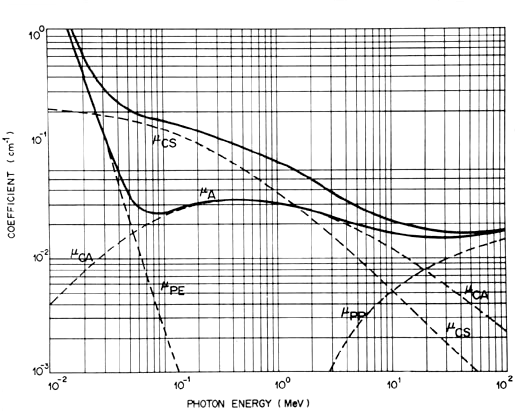 10⁰
10⁻¹
10⁻²
10⁻³
COEFFICIENT (cm⁻¹)
μCS
μA
μCA
μPE
μPP
μCA
μCS
10⁻² 10⁻¹ 10⁰ 10¹ 10²
PHOTON ENERGY (MeV)